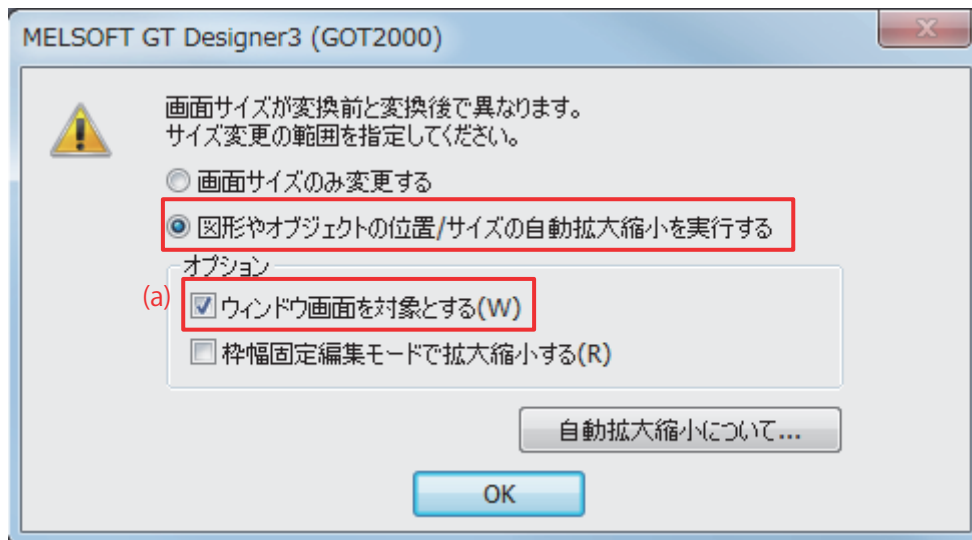 MELSOFT GT Designer3 (GOT2000)
画面サイズが変換前と変換後で異なります。
サイズ変更の範囲を指定してください。
画面サイズのみ変更する
図形やオブジェクトの位置/サイズの自動拡大縮小を実行する
オプション
(a)
ウィンドウ画面を対象とする(W)
枠幅固定編集モードで拡大縮小する(R)
自動拡大縮小について...
OK